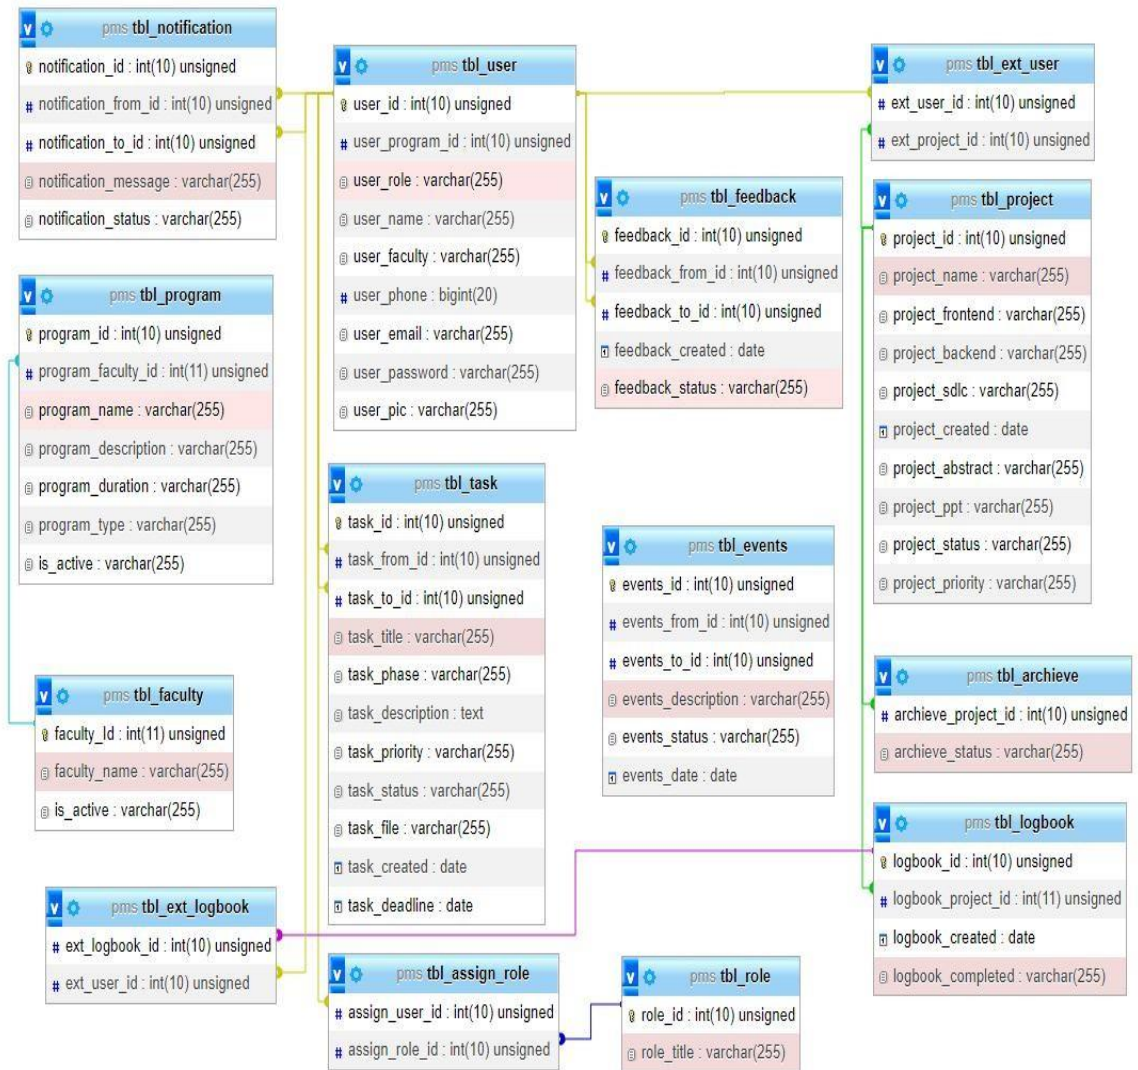 pms tbl_notification
notification_id : int(10) unsigned
notification_from_id : int(10) unsigned
notification_to_id : int(10) unsigned
notification_message : varchar(255)
notification_status : varchar(255)
pms tbl_user
user_id : int(10) unsigned
user_program_id : int(10) unsigned
user_role : varchar(255)
user_name : varchar(255)
user_faculty : varchar(255)
user_phone : bigint(20)
user_email : varchar(255)
user_password : varchar(255)
user_pic : varchar(255)
pms tbl_ext_user
ext_user_id : int(10) unsigned
ext_project_id : int(10) unsigned
pms tbl_feedback
feedback_id : int(10) unsigned
feedback_from_id : int(10) unsigned
feedback_to_id : int(10) unsigned
feedback_created : date
feedback_status : varchar(255)
pms tbl_project
project_id : int(10) unsigned
project_name : varchar(255)
project_frontend : varchar(255)
project_backend : varchar(255)
project_sdlc : varchar(255)
project_created : date
project_abstract : varchar(255)
project_ppt : varchar(255)
project_status : varchar(255)
project_priority : varchar(255)
pms tbl_program
program_id : int(10) unsigned
program_faculty_id : int(11) unsigned
program_name : varchar(255)
program_description : varchar(255)
program_duration : varchar(255)
program_type : varchar(255)
is_active : varchar(255)
pms tbl_task
task_id : int(10) unsigned
task_from_id : int(10) unsigned
task_to_id : int(10) unsigned
task_title : varchar(255)
task_phase : varchar(255)
task_description : text
task_priority : varchar(255)
task_status : varchar(255)
task_file : varchar(255)
task_created : date
task_deadline : date
pms tbl_events
events_id : int(10) unsigned
events_from_id : int(10) unsigned
events_to_id : int(10) unsigned
events_description : varchar(255)
events_status : varchar(255)
events_date : date
pms tbl_faculty
faculty_Id : int(11) unsigned
faculty_name : varchar(255)
is_active : varchar(255)
pms tbl_archieve
archieve_project_id : int(10) unsigned
archieve_status : varchar(255)
pms tbl_logbook
logbook_id : int(10) unsigned
logbook_project_id : int(11) unsigned
logbook_created : date
logbook_completed : varchar(255)
pms tbl_ext_logbook
ext_logbook_id : int(10) unsigned
ext_user_id : int(10) unsigned
pms tbl_assign_role
assign_user_id : int(10) unsigned
assign_role_id : int(10) unsigned
pms tbl_role
role_id : int(10) unsigned
role_title : varchar(255)